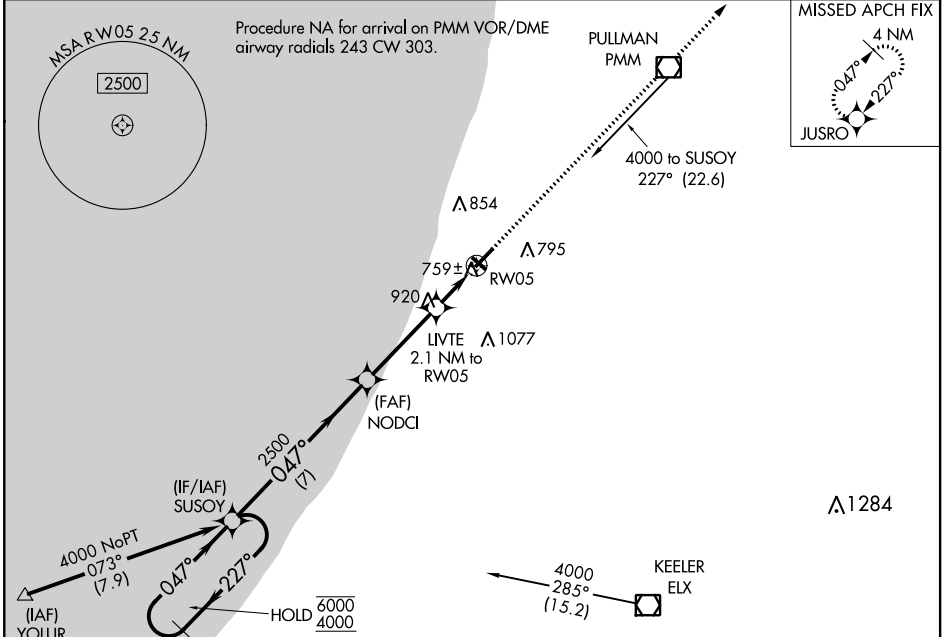 MSA RW05 25 NM
2500
Procedure NA for arrival on PMM VOR/DME
airway radials 243 CW 303.
PULLMAN
PMM
MISSED APCH FIX
4 NM
047°
227°
JUSRO
4000 to SUSOY
227° (22.6)
854
795
759±
RW05
920
LIVTE
2.1 NM to
RW05
1077
(FAF)
NODCI
2500
047°
(7)
(IF/IAF)
SUSOY
1284
4000 NoPT
073°
(7.9)
047°
227°
HOLD
6000
4000
4000
285°
(15.2)
KEELER
ELX
(IAF)